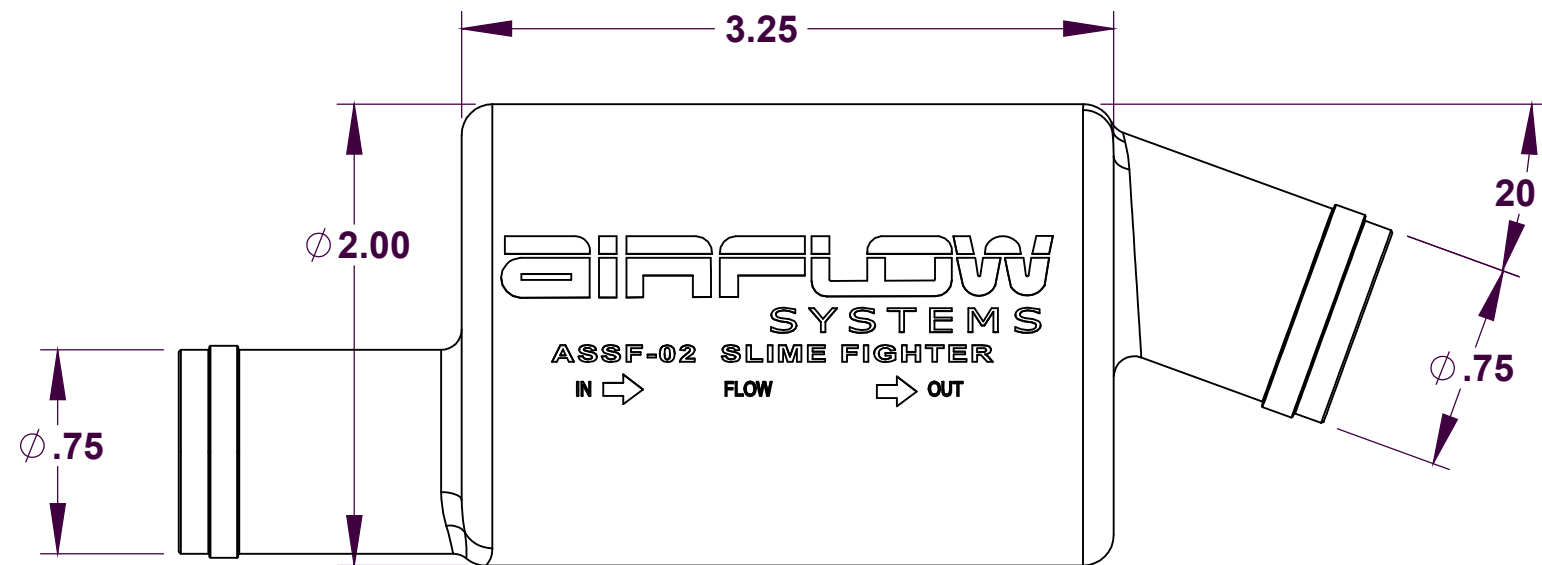 3.25
20
⌀2.00
AIRFLOW
SYSTEMS
ASSF-02 SLIME FIGHTER
IN FLOW OUT
⌀.75
⌀.75